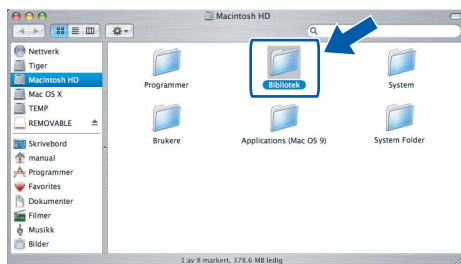 Macintosh HD
Nettverk
Tiger
Macintosh HD
Mac OS X
TEMP
REMOVABLE
Skrivebord
manual
Programmer
Favorites
Dokumenter
Filmer
Musikk
Bilder
Programmer
Bibliotek
System
Brukere
Applications (Mac OS 9)
System Folder
1 av 8 markert, 378.6 MB ledig